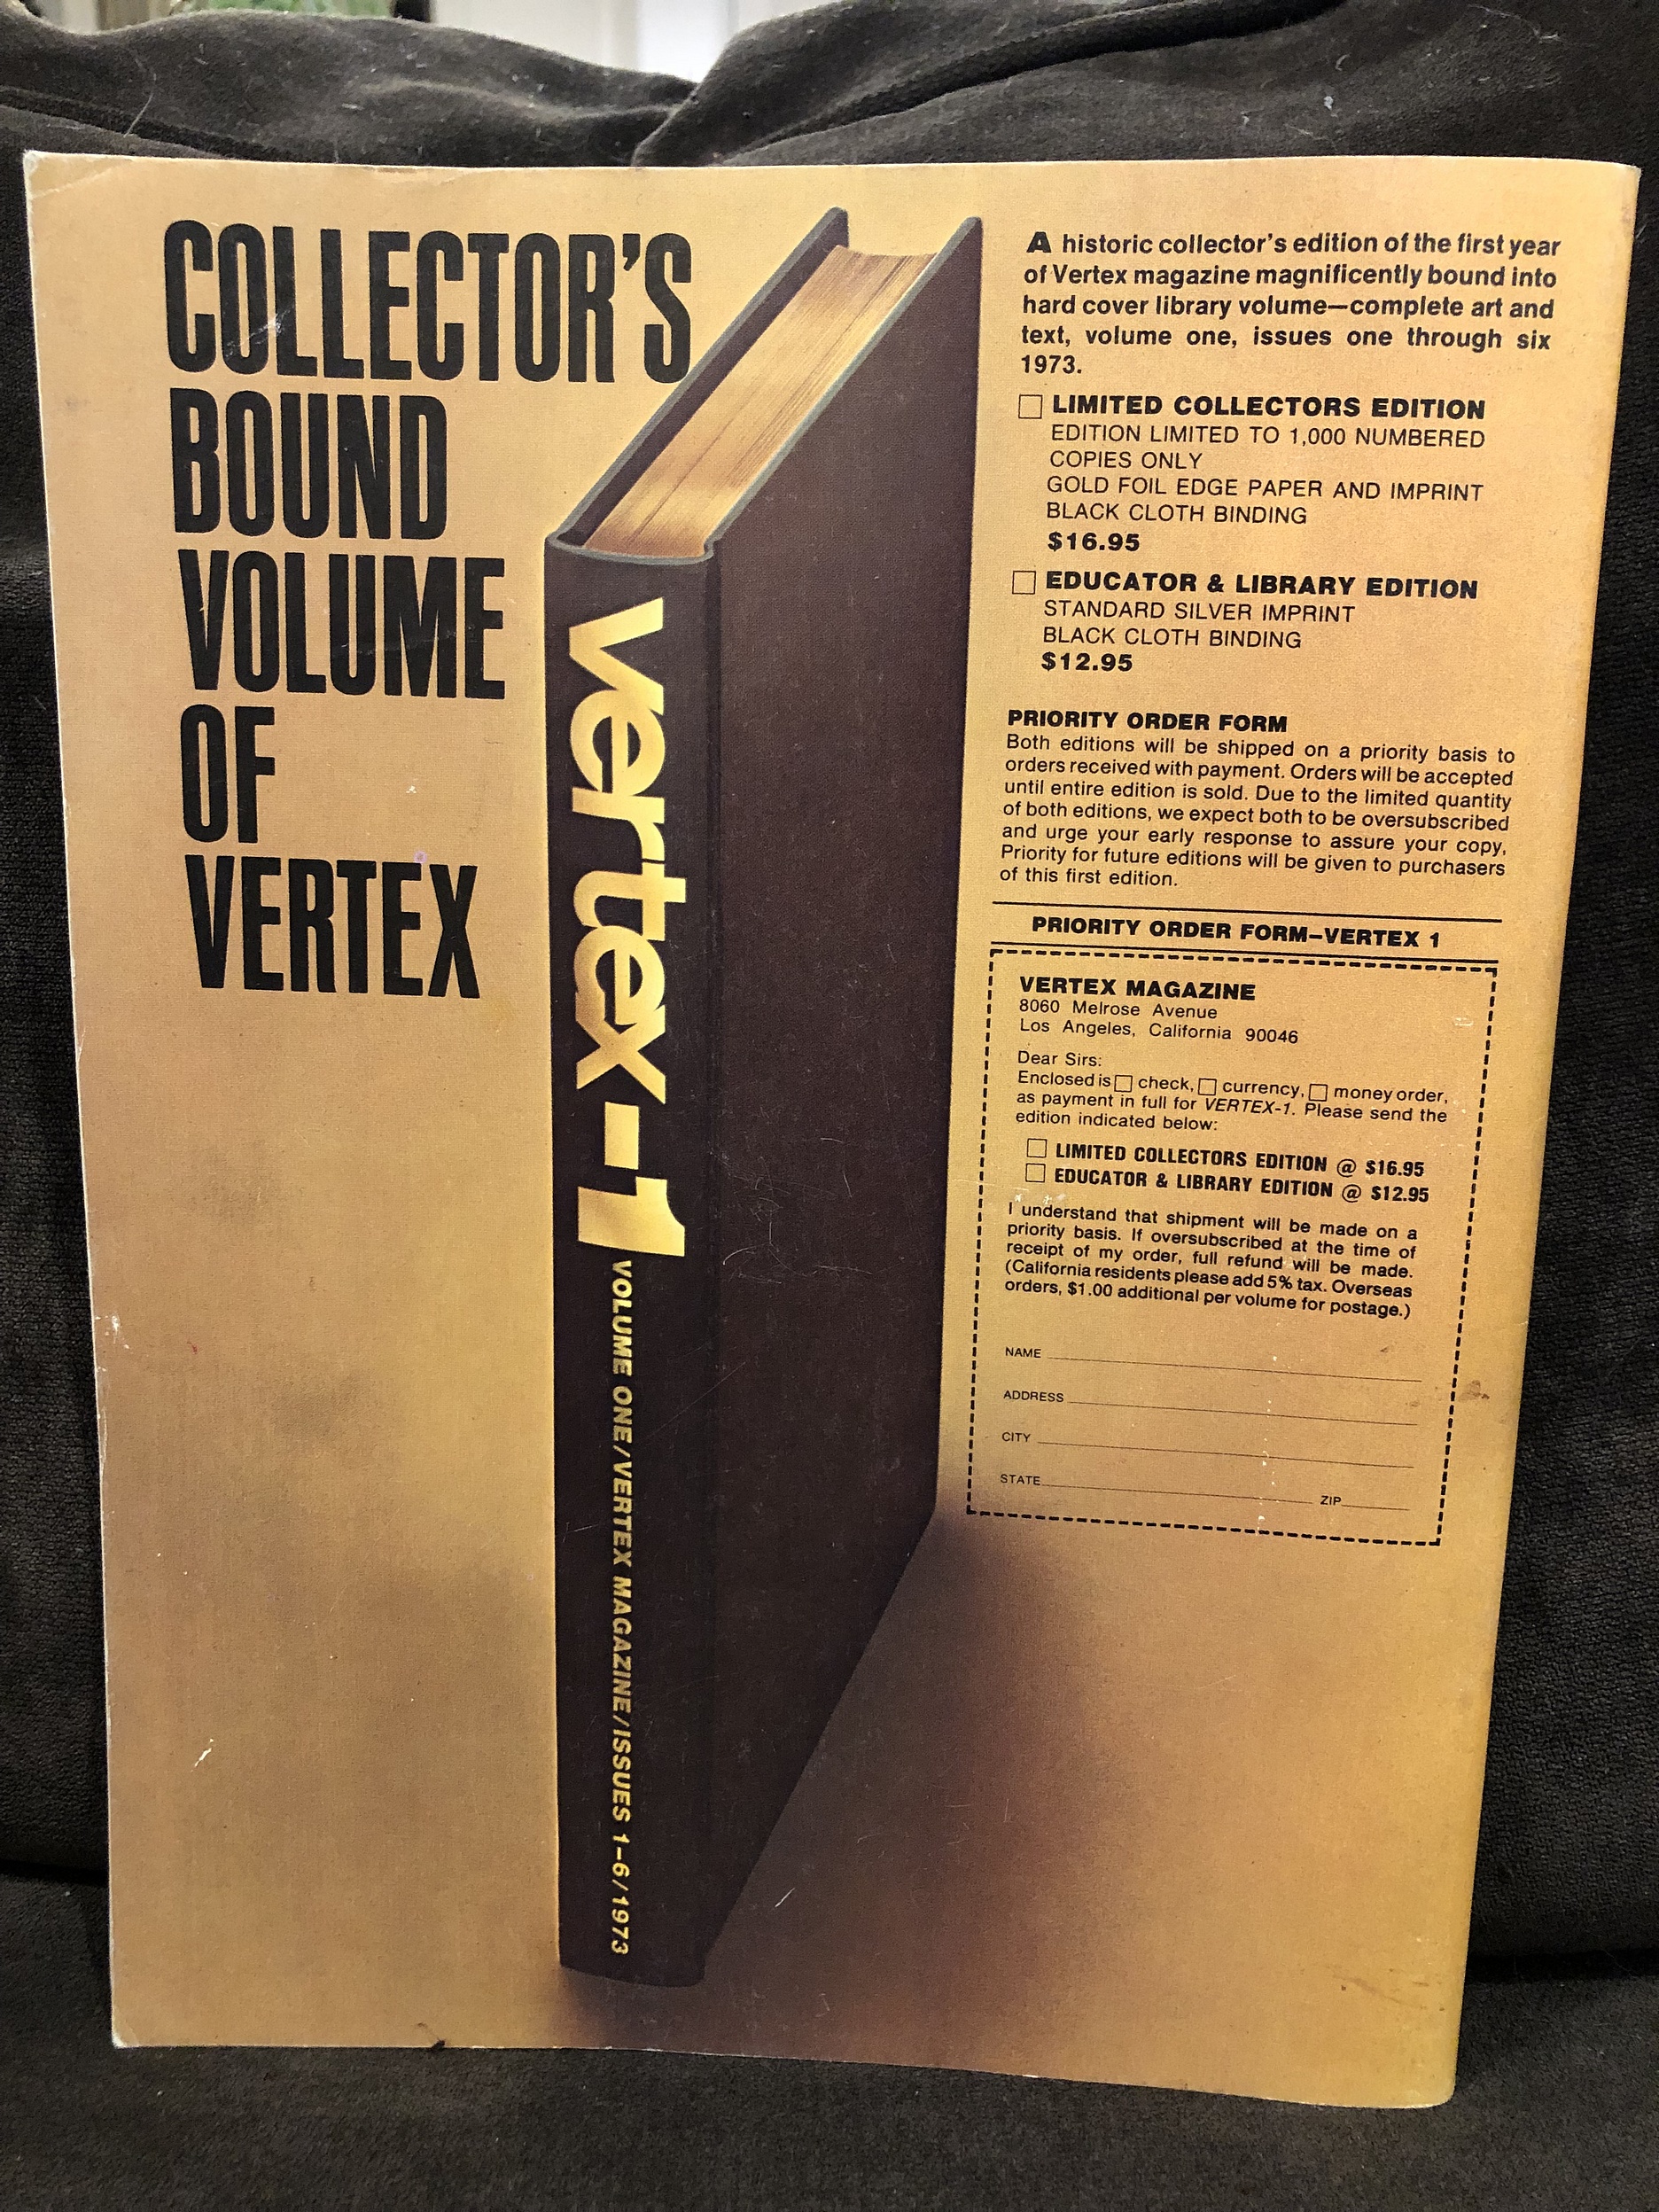 COLLECTOR'S
BOUND
VOLUME
OF
VERTEX
vertex-1
VOLUME ONE/VERTEX MAGAZINE/ISSUES 1-6/1973
A historic collector's edition of the first year
of Vertex magazine magnificently bound into
hard cover library volume—complete art and
text, volume one, issues one through six
1973.
LIMITED COLLECTORS EDITION
EDITION LIMITED TO 1,000 NUMBERED
COPIES ONLY
GOLD FOIL EDGE PAPER AND IMPRINT
BLACK CLOTH BINDING
$16.95
EDUCATOR & LIBRARY EDITION
STANDARD SILVER IMPRINT
BLACK CLOTH BINDING
$12.95
PRIORITY ORDER FORM
Both editions will be shipped on a priority basis to
orders received with payment. Orders will be accepted
until entire edition is sold. Due to the limited quantity
of both editions, we expect both to be oversubscribed
and urge your early response to assure your copy,
Priority for future editions will be given to purchasers
of this first edition.
PRIORITY ORDER FORM—VERTEX 1
VERTEX MAGAZINE
8060 Melrose Avenue
Los Angeles, California 90046
Dear Sirs:
Enclosed is check, currency, money order,
as payment in full for VERTEX-1. Please send the
edition indicated below:
LIMITED COLLECTORS EDITION @ $16.95
EDUCATOR & LIBRARY EDITION @ $12.95
I understand that shipment will be made on a
priority basis. If oversubscribed at the time of
receipt of my order, full refund will be made.
(California residents please add 5% tax. Overseas
orders, $1.00 additional per volume for postage.)
NAME
ADDRESS
CITY
STATE ZIP